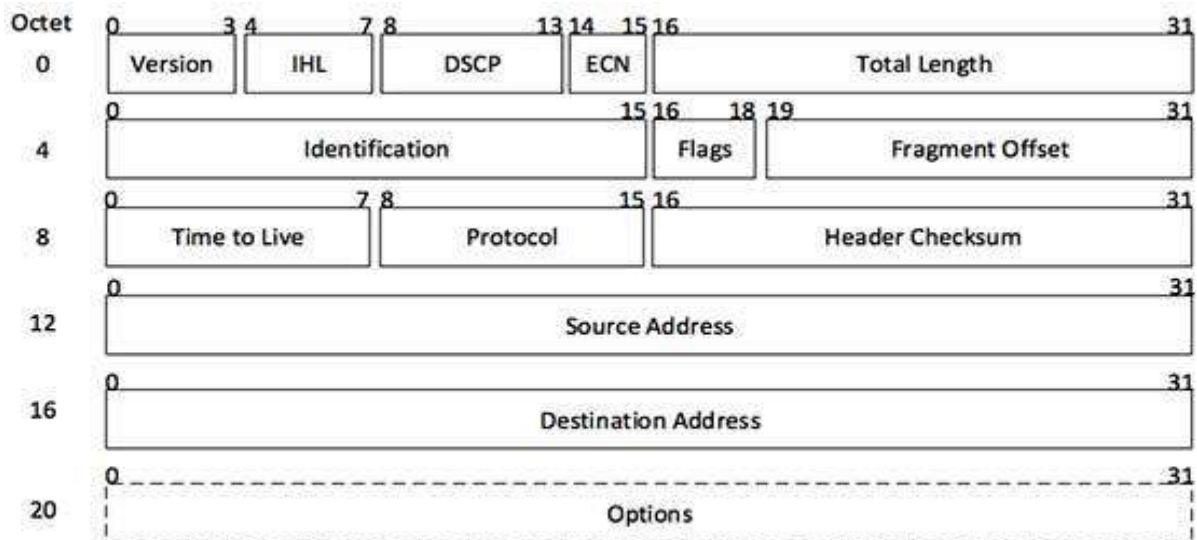 Octet 0 3 4 7 8 13 14 15 16 31
0 Version IHL DSCP ECN Total Length
0 15 16 18 19 31
4 Identification Flags Fragment Offset
0 7 8 15 16 31
8 Time to Live Protocol Header Checksum
0 31
12 Source Address
0 31
16 Destination Address
0 31
20 Options